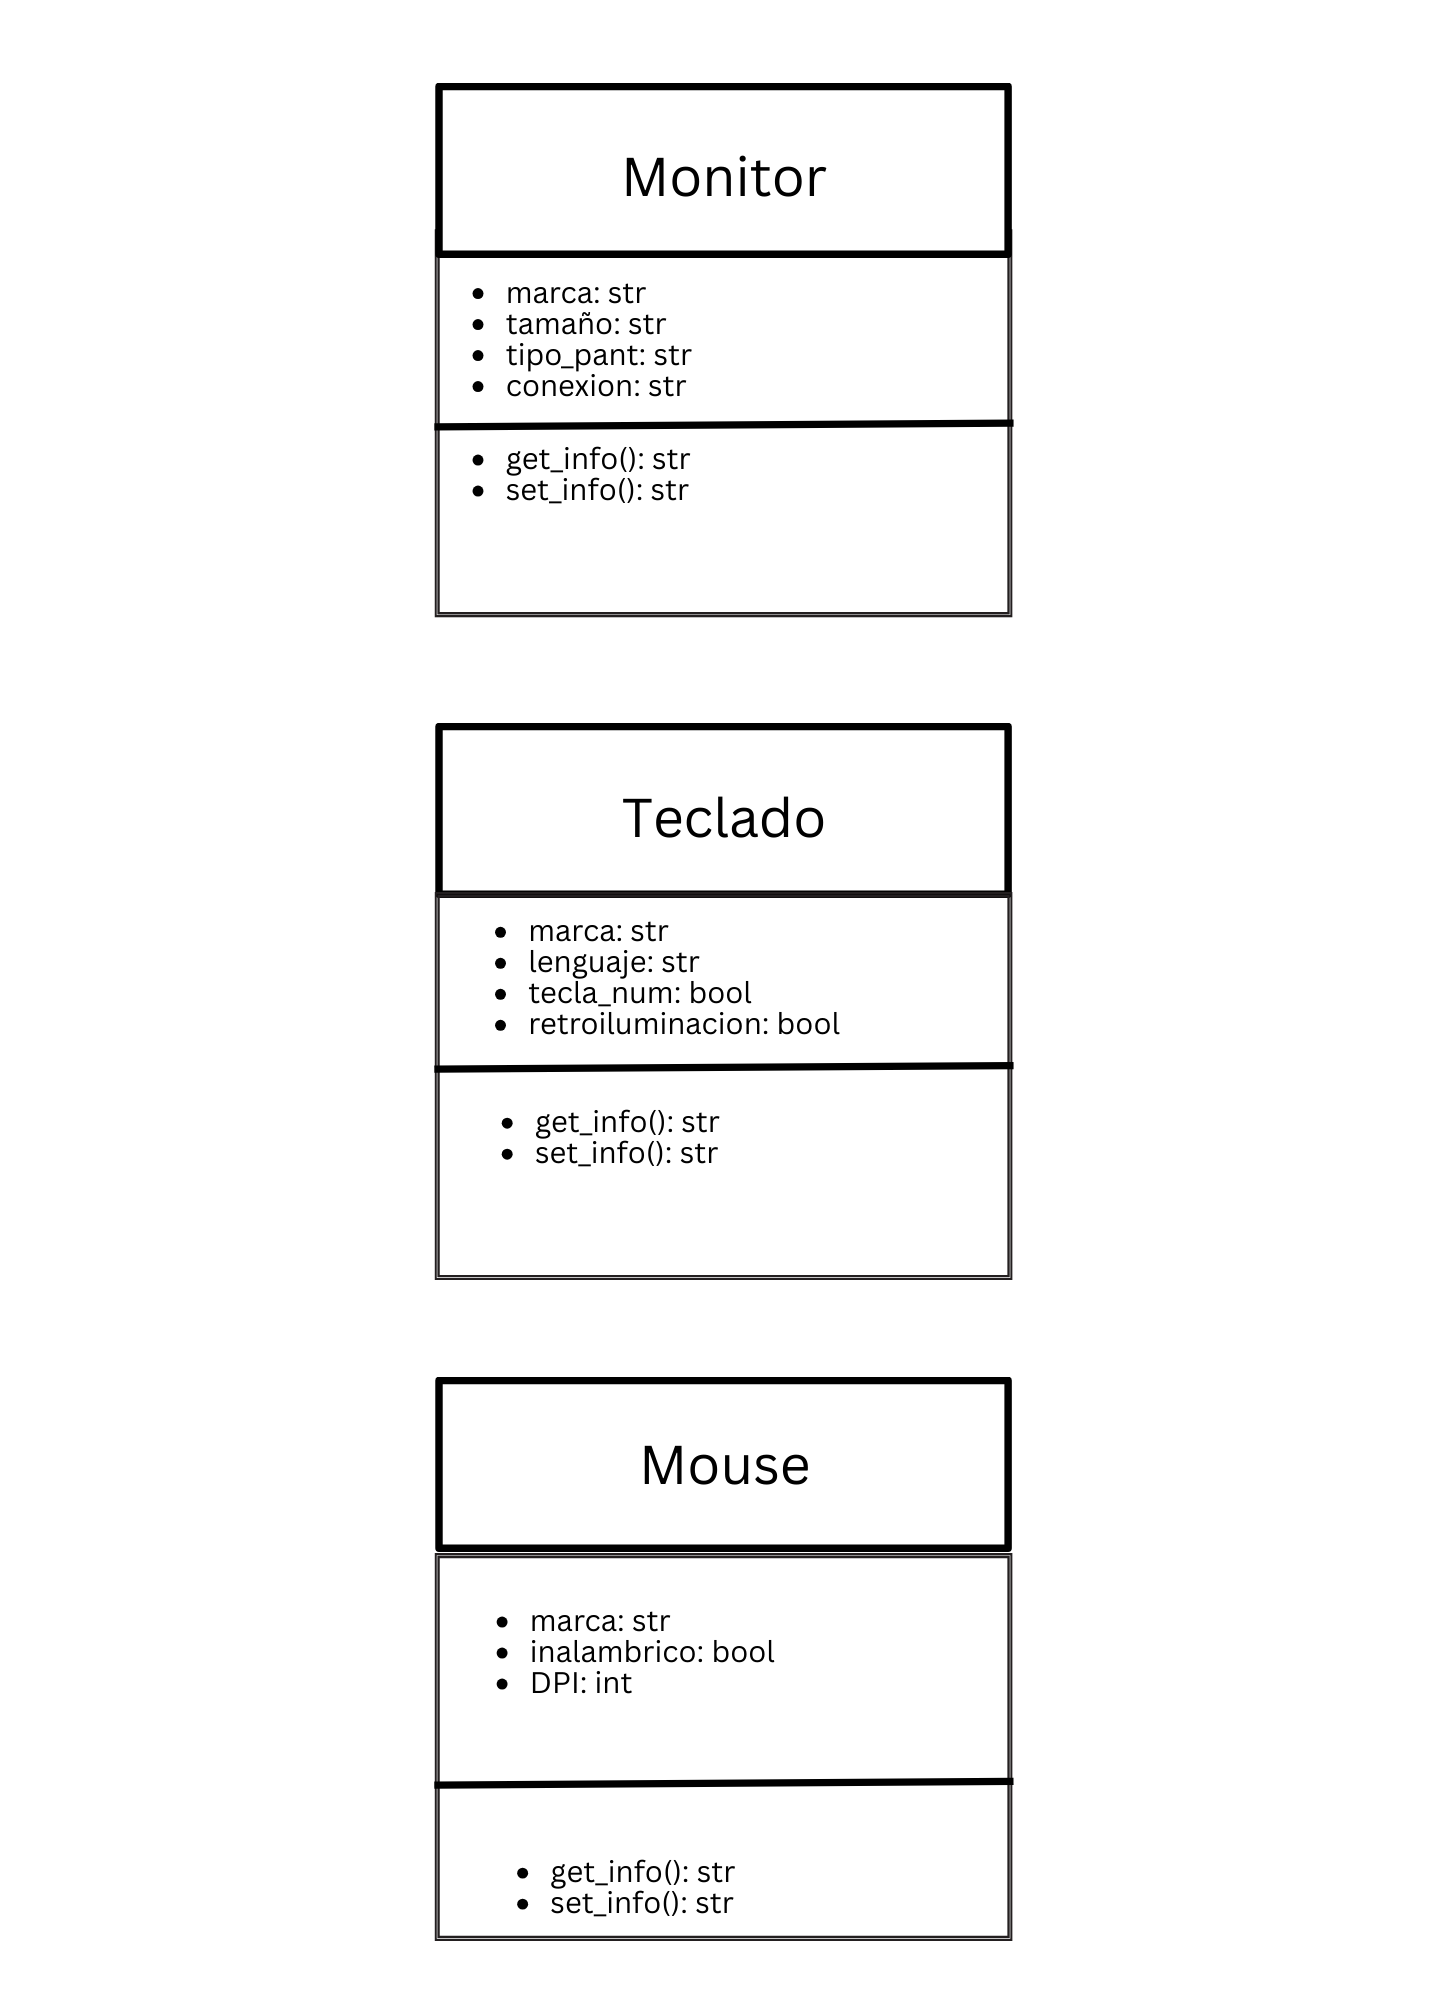 Monitor
• marca: str
• tamaño: str
• tipo_pant: str
• conexion: str
• get_info(): str
• set_info(): str
Teclado
• marca: str
• lenguaje: str
• tecla_num: bool
• retroiluminacion: bool
• get_info(): str
• set_info(): str
Mouse
• marca: str
• inalambrico: bool
• DPI: int
• get_info(): str
• set_info(): str